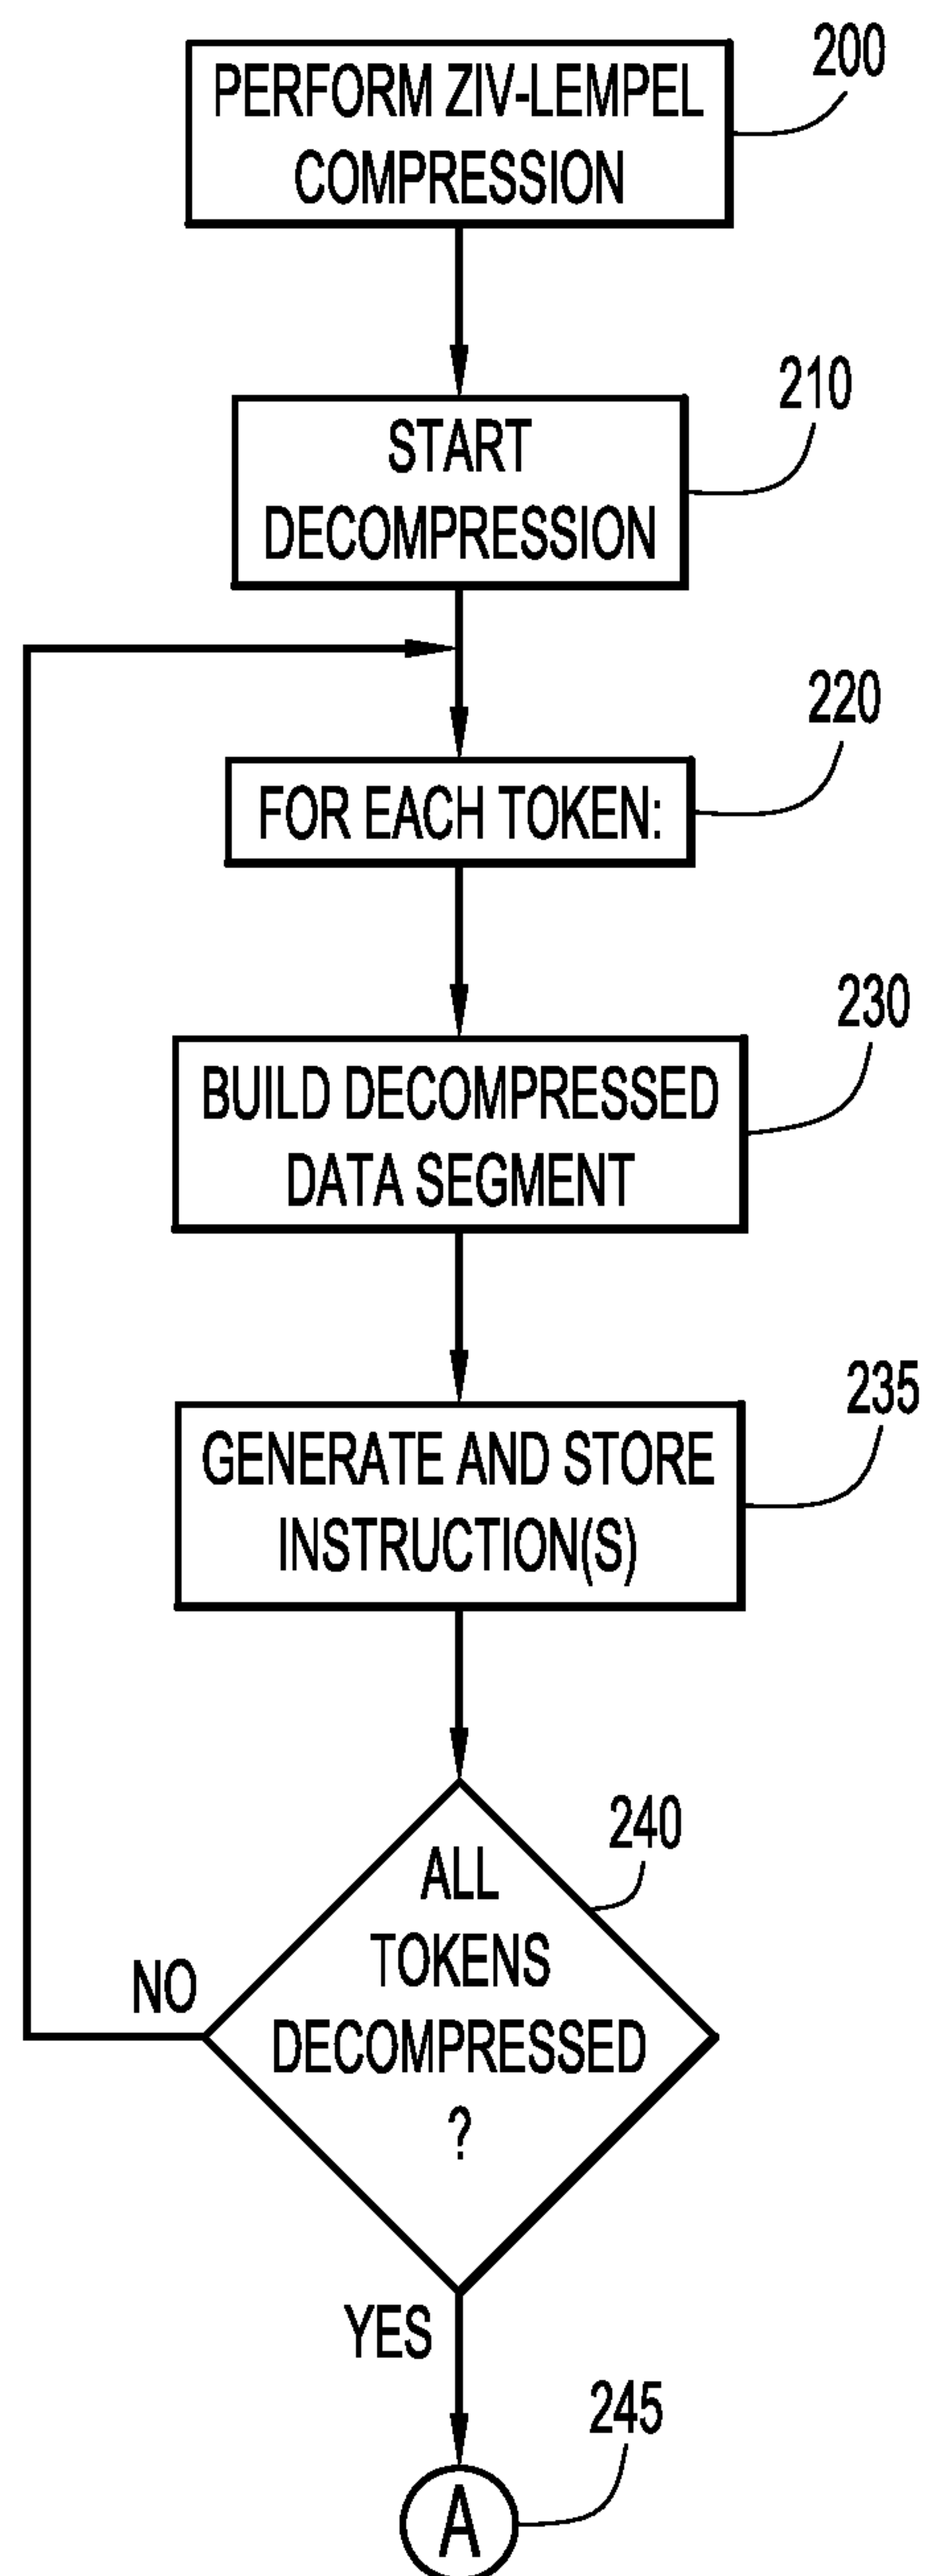 200
PERFORM ZIV-LEMPEL
COMPRESSION
210
START
DECOMPRESSION
220
FOR EACH TOKEN:
230
BUILD DECOMPRESSED
DATA SEGMENT
235
GENERATE AND STORE
INSTRUCTION(S)
240
ALL
TOKENS
DECOMPRESSED
?
NO
YES
245
A